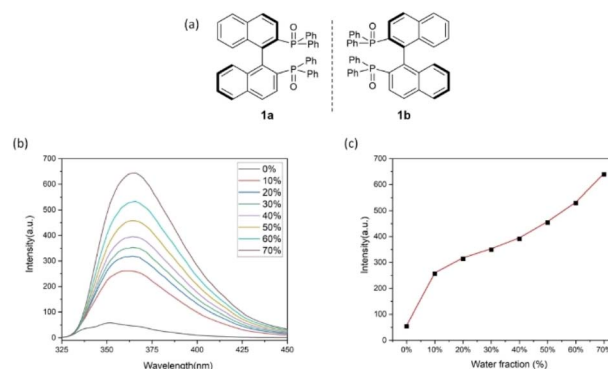 (a)
O
Ph
P
Ph
Ph
P
Ph
O
1a
O
Ph
P
Ph
Ph
P
Ph
O
1b
(b)
700
600
500
400
300
200
100
0
Intensity(a.u.)
325 350 375 400 425 450
Wavelength(nm)
0%
10%
20%
30%
40%
50%
60%
70%
(c)
700
600
500
400
300
200
100
0
Intensity(a.u.)
0% 10% 20% 30% 40% 50% 60% 70%
Water fraction (%)